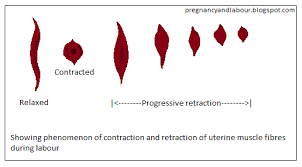 pregnancyandlabour.blogspot.com
Contracted
Relaxed
|<--------Progressive retraction-------->|
Showing phenomenon of contraction and retraction of uterine muscle fibres
during labour